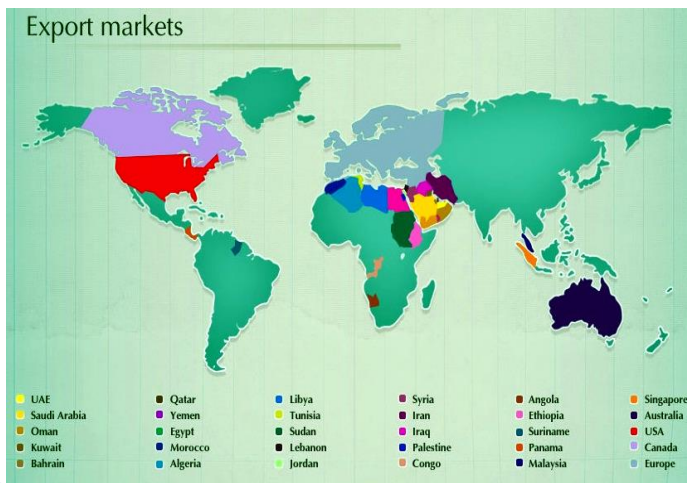 Export markets
UAE
Saudi Arabia
Oman
Kuwait
Bahrain
Qatar
Yemen
Egypt
Morocco
Algeria
Libya
Tunisia
Sudan
Lebanon
Jordan
Syria
Iran
Iraq
Palestine
Congo
Angola
Ethiopia
Suriname
Panama
Malaysia
Singapore
Australia
USA
Canada
Europe